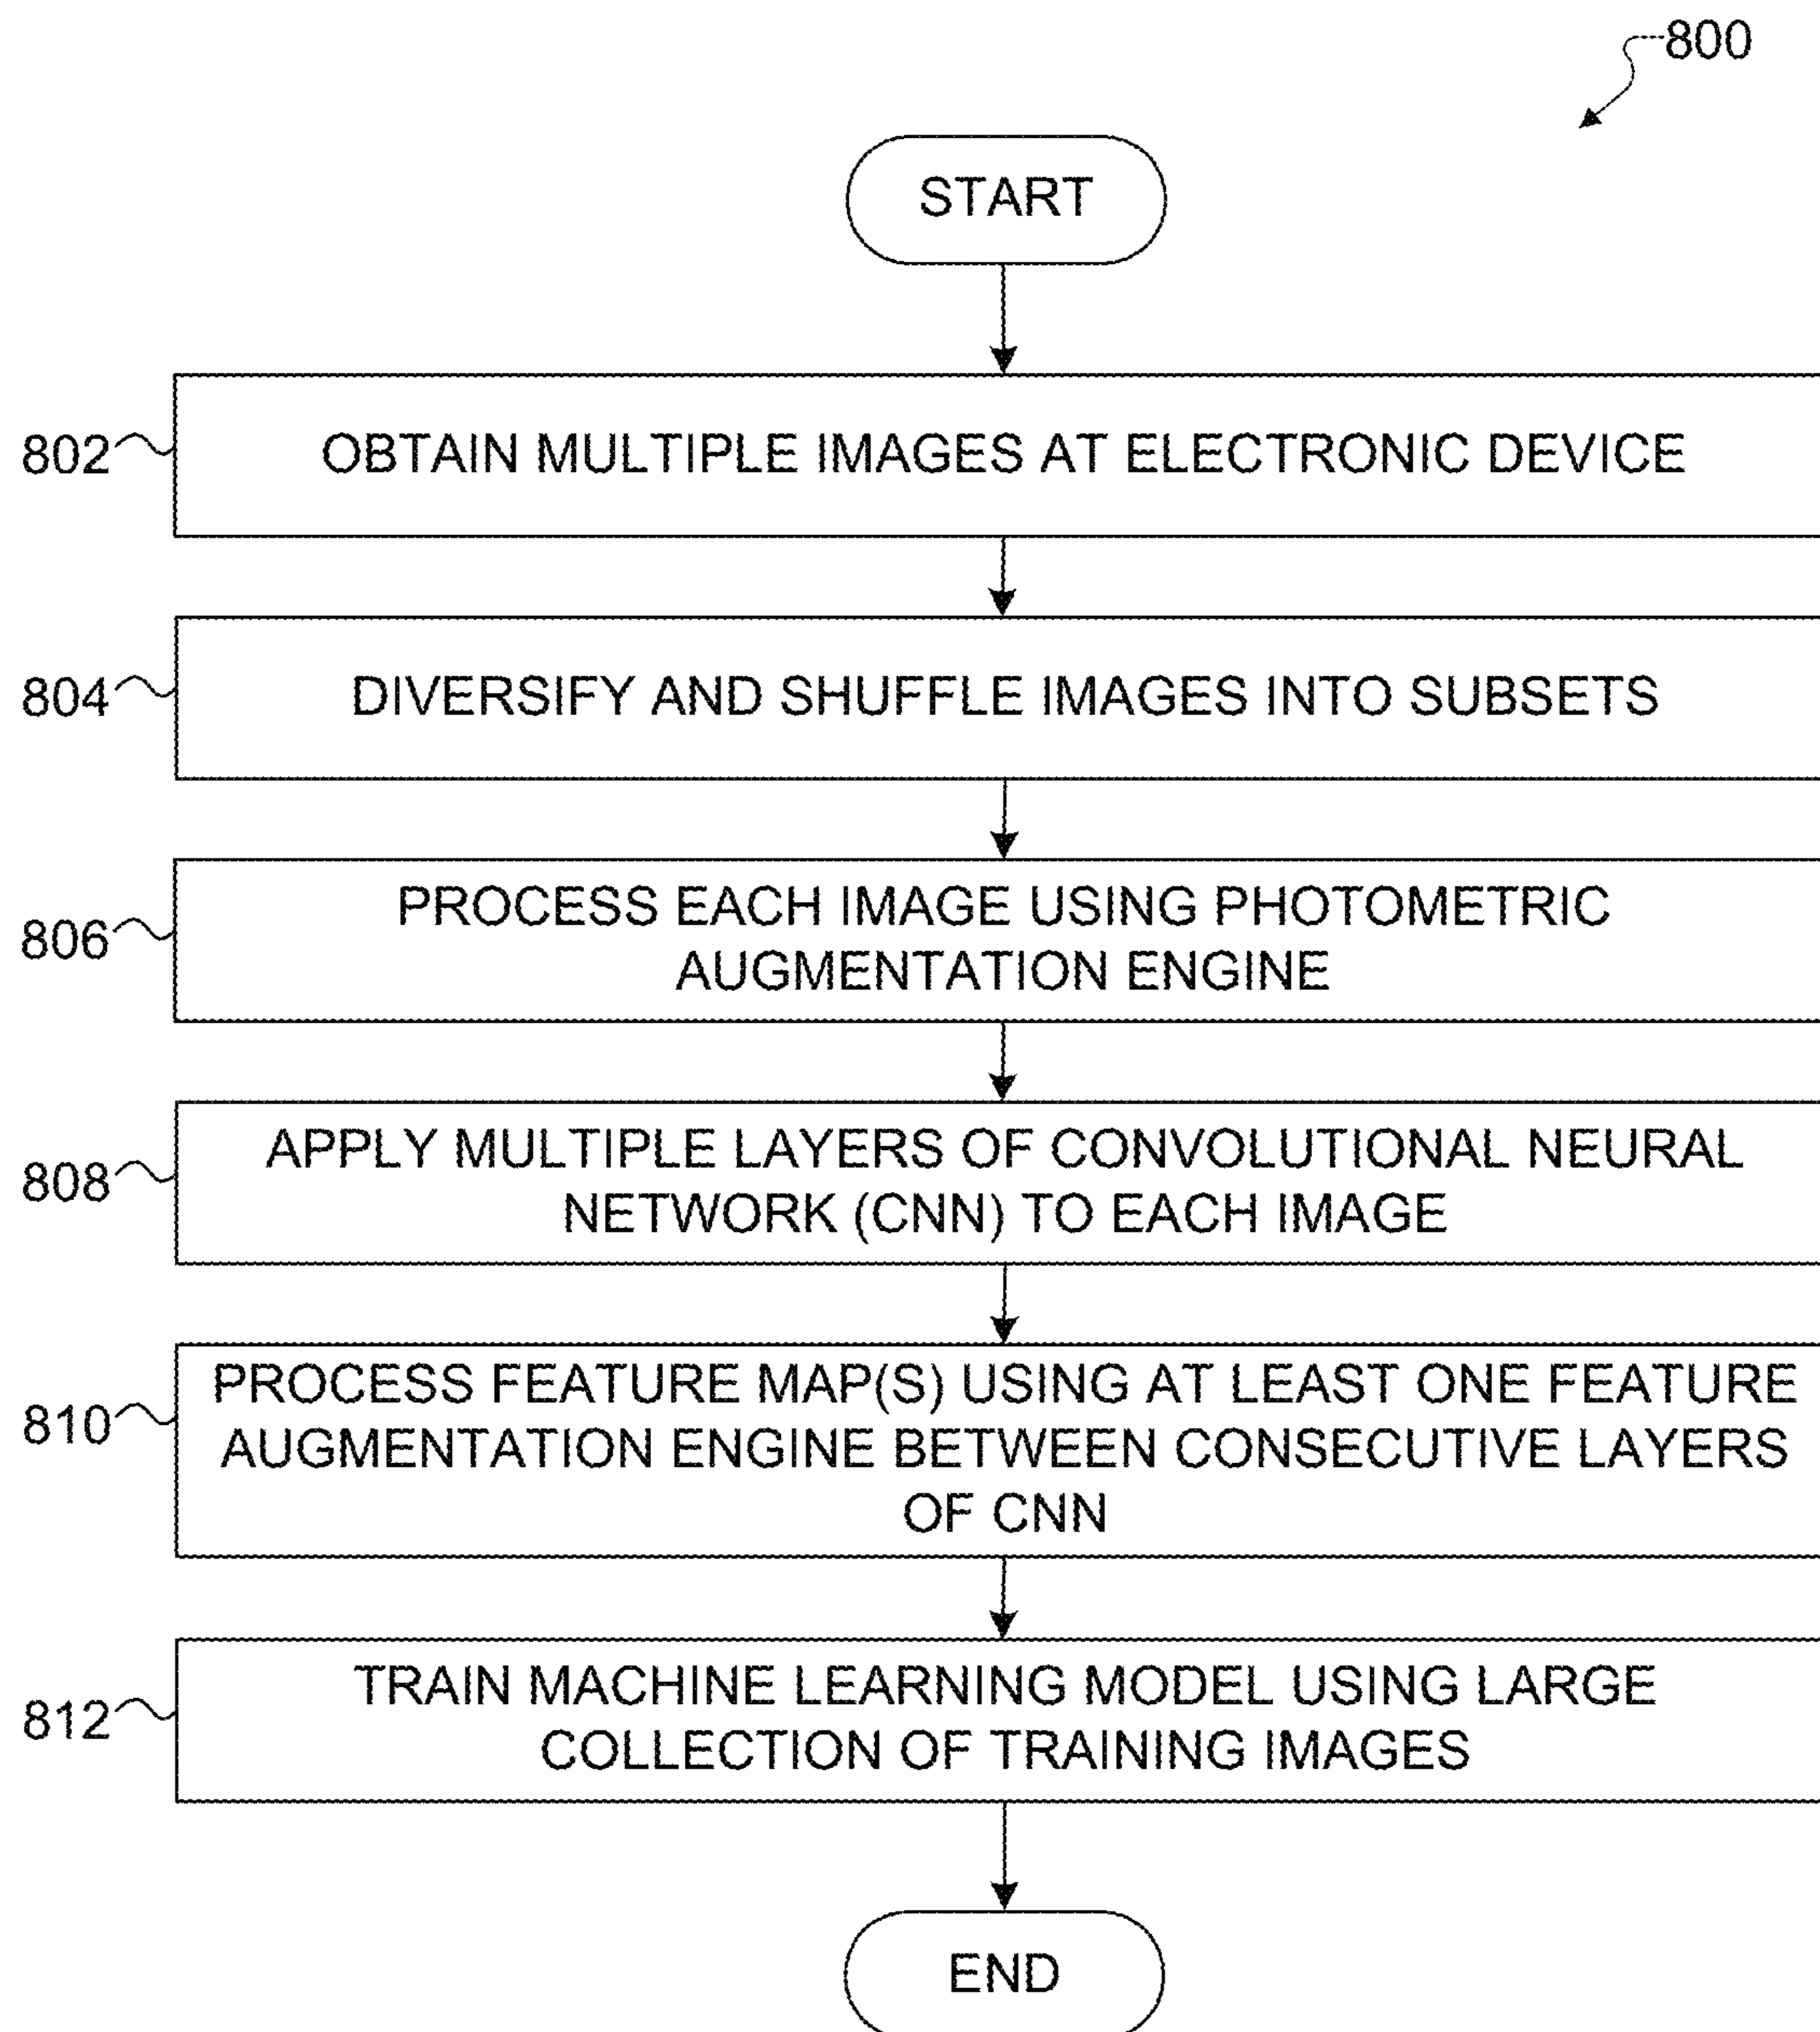 800
START
802
OBTAIN MULTIPLE IMAGES AT ELECTRONIC DEVICE
804
DIVERSIFY AND SHUFFLE IMAGES INTO SUBSETS
806
PROCESS EACH IMAGE USING PHOTOMETRIC
AUGMENTATION ENGINE
808
APPLY MULTIPLE LAYERS OF CONVOLUTIONAL NEURAL
NETWORK (CNN) TO EACH IMAGE
810
PROCESS FEATURE MAP(S) USING AT LEAST ONE FEATURE
AUGMENTATION ENGINE BETWEEN CONSECUTIVE LAYERS
OF CNN
812
TRAIN MACHINE LEARNING MODEL USING LARGE
COLLECTION OF TRAINING IMAGES
END